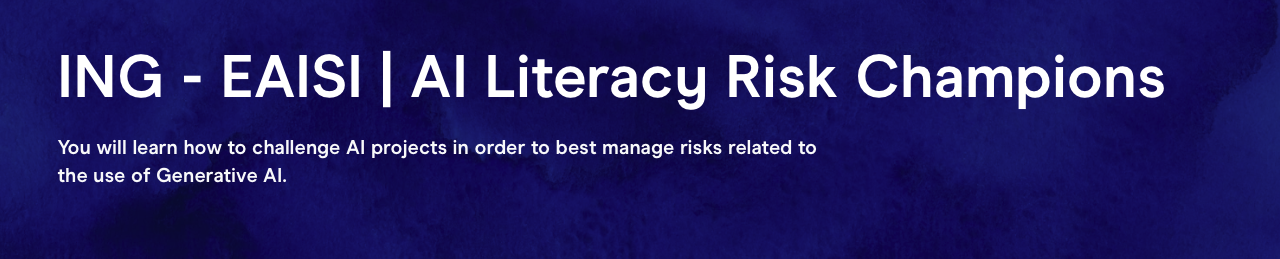 ING - EAISI | AI Literacy Risk Champions
You will learn how to challenge AI projects in order to best manage risks related to
the use of Generative AI.